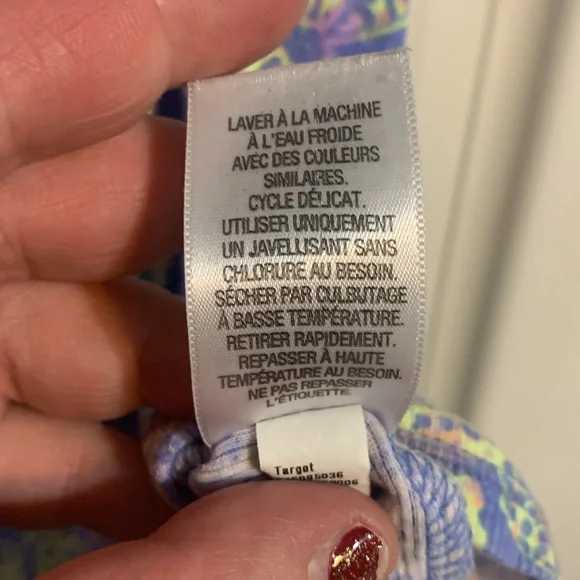 LAVER À LA MACHINE
À L'EAU FROIDE
AVEC DES COULEURS
SIMILAIRES.
CYCLE DÉLICAT.
UTILISER UNIQUEMENT
UN JAVELLISANT SANS
CHLORURE AU BESOIN.
SÉCHER PAR CULBUTAGE
À BASSE TEMPÉRATURE.
RETIRER RAPIDEMENT.
REPASSER À HAUTE
TEMPÉRATURE AU BESOIN.
NE PAS REPASSER
L'ÉTIQUETTE.
Target